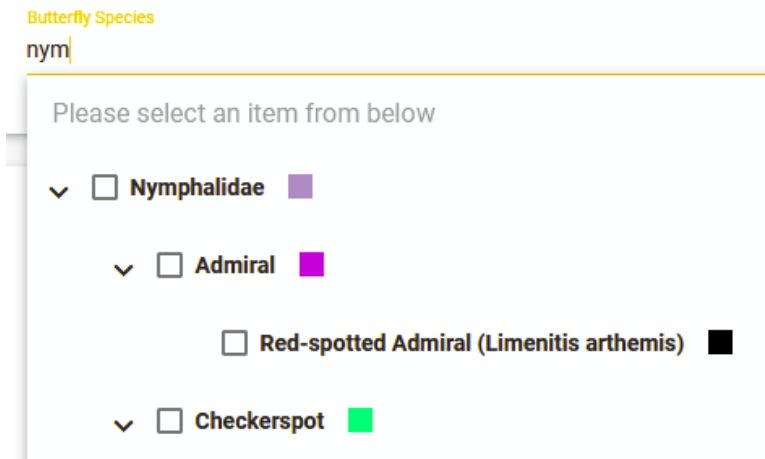 Butterfly Species
nym
Please select an item from below
Nymphalidae
Admiral
Red-spotted Admiral (Limenitis arthemis)
Checkerspot